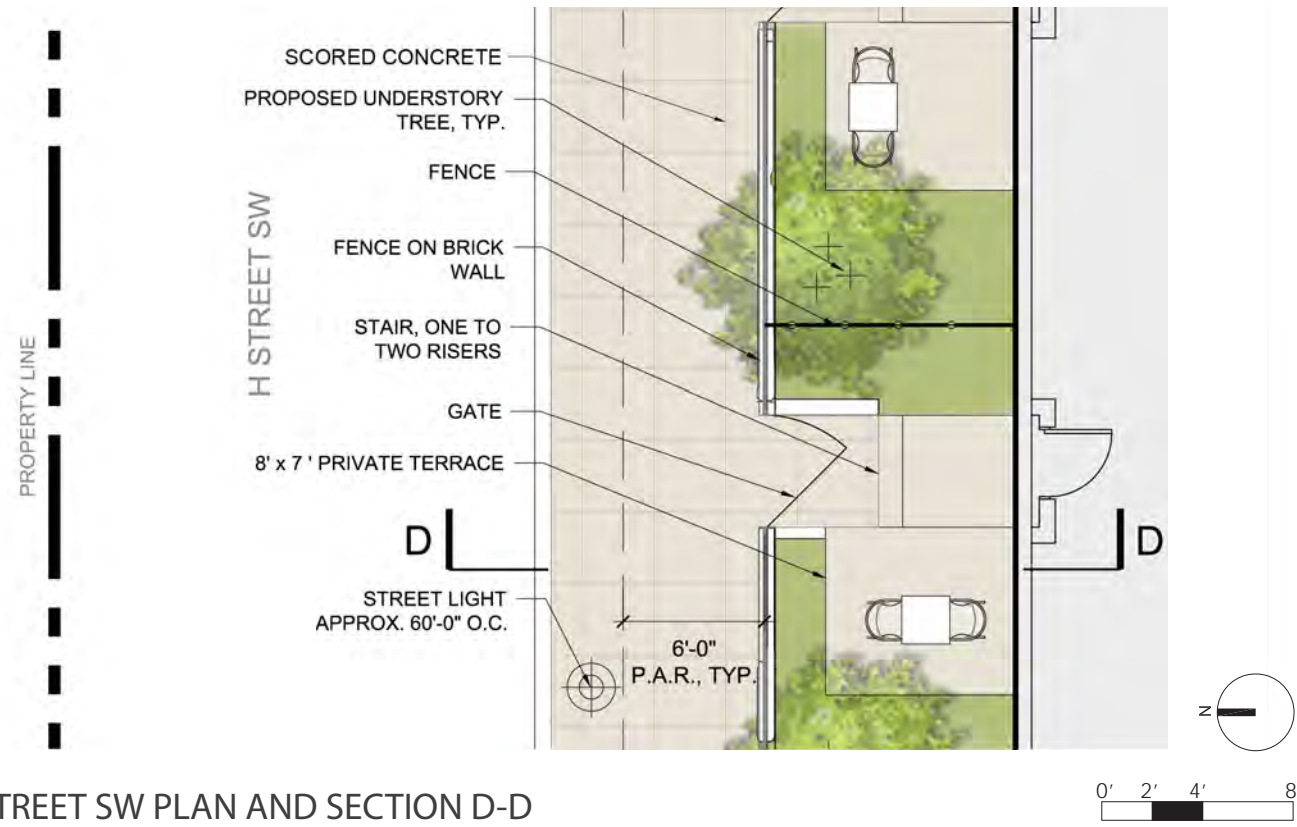 SCORED CONCRETE
PROPOSED UNDERSTORY
TREE, TYP.
FENCE
FENCE ON BRICK
WALL
STAIR, ONE TO
TWO RISERS
GATE
8' x 7 ' PRIVATE TERRACE
STREET LIGHT
APPROX. 60'-0" O.C.
PROPERTY LINE
H STREET SW
D
D
6'-0"
P.A.R., TYP.
N
TREET SW PLAN AND SECTION D-D
0' 2' 4' 8